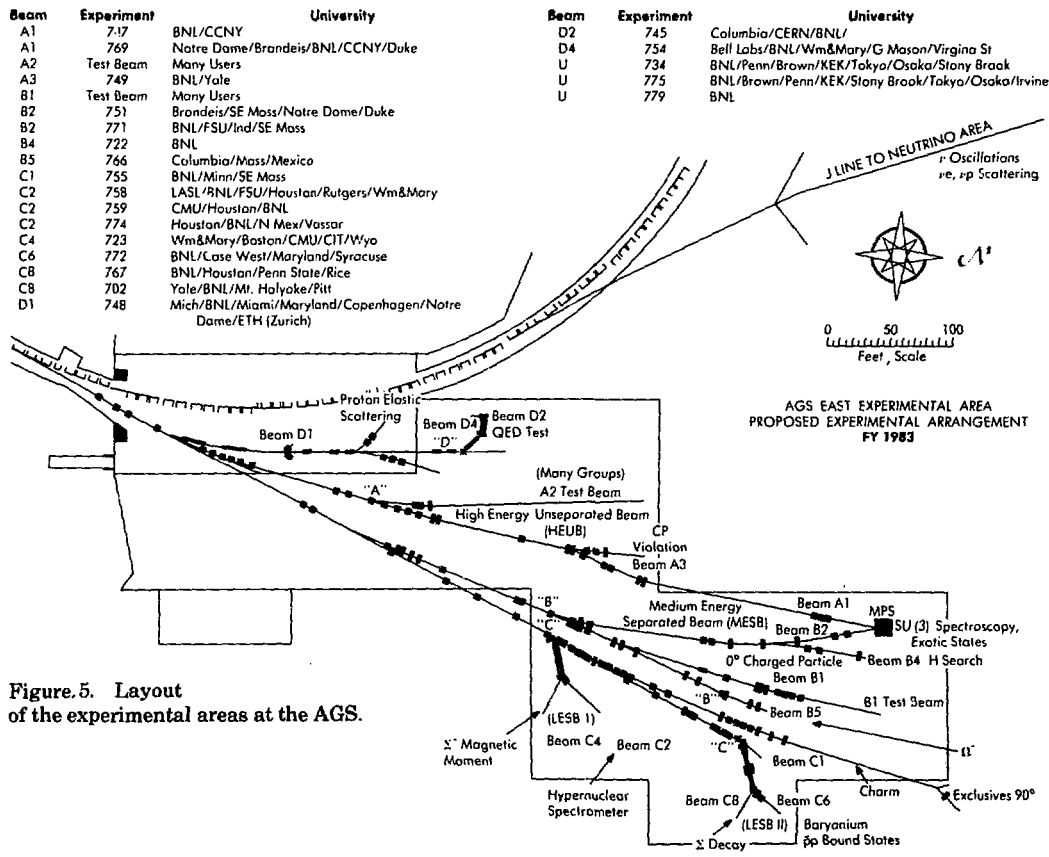 Beam Experiment University
A1 747 BNL/CCNY
A1 769 Notre Dame/Brandeis/BNL/CCNY/Duke
A2 Test Beam Many Users
A3 749 BNL/Yale
B1 Test Beam Many Users
B2 751 Brandeis/SE Mass/Notre Dame/Duke
B2 771 BNL/FSU/Ind/SE Mass
B4 722 BNL
B5 766 Columbia/Mass/Mexico
C1 755 BNL/Minn/SE Mass
C2 758 LASL/BNL/FSU/Houston/Rutgers/Wm&Mary
C2 759 CMU/Houston/BNL
C2 774 Houston/BNL/N Mex/Vassar
C4 723 Wm&Mary/Boston/CMU/CIT/Wyo
C6 772 BNL/Case West/Maryland/Syracuse
C8 767 BNL/Houston/Penn State/Rice
C8 702 Yale/BNL/Mt. Holyoke/Pitt
D1 748 Mich/BNL/Miami/Maryland/Copenhagen/Notre
Dame/ETH (Zurich)
Beam Experiment University
D2 745 Columbia/CERN/BNL/
D4 754 Bell Labs/BNL/Wm&Mary/G Mason/Virgina St
U 734 BNL/Penn/Brown/KEK/Tokyo/Osaka/Stony Brook
U 775 BNL/Brown/Penn/KEK/Stony Brook/Tokyo/Osaka/Irvine
U 779 BNL
J LINE TO NEUTRINO AREA
ν Oscillations
νe, νp Scattering
N
0 50 100
Feet, Scale
AGS EAST EXPERIMENTAL AREA
PROPOSED EXPERIMENTAL ARRANGEMENT
FY 1983
Proton Elastic
Scattering
Beam D1
Beam D4
"D"
Beam D2
QED Test
(Many Groups)
A2 Test Beam
"A"
High Energy Unseparated Beam
(HEUB)
CP
Violation
Beam A3
"B"
"C"
Medium Energy
Separated Beam (MESB)
Beam A1
Beam B2
MPS
SU (3) Spectroscopy,
Exotic States
0° Charged Particle
Beam B1
Beam B4 H Search
"B"
B1 Test Beam
Beam B5
Ω⁻
(LESB I)
Σ⁻ Magnetic
Moment
Beam C4
Beam C2
"C"
Beam C1
Hypernuclear
Spectrometer
Charm
Exclusives 90°
Beam C8
Beam C6
(LESB II)
Baryanium
p̄p Bound States
Σ Decay
Figure. 5. Layout
of the experimental areas at the AGS.